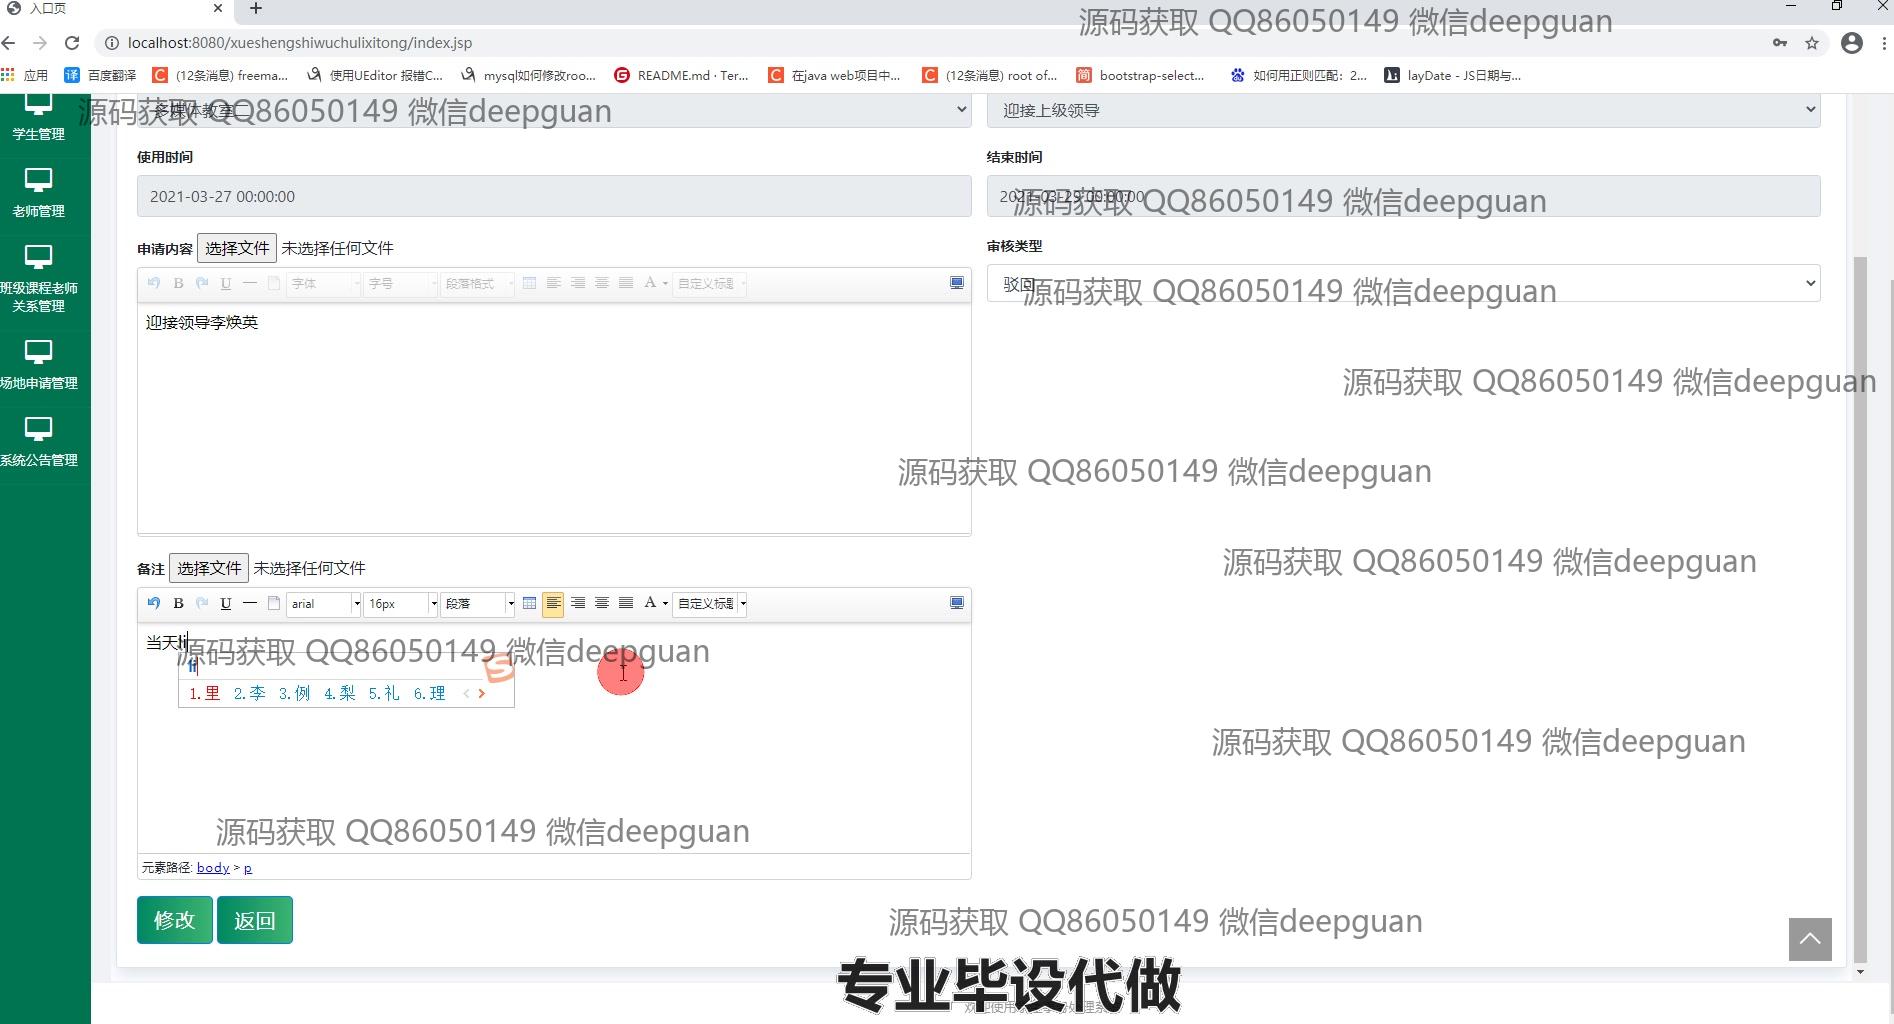 入口页
localhost:8080/xueshengshiwuchulixitong/index.jsp
源码获取 QQ86050149 微信deepguan
应用 百度翻译 (12条消息) freema... 使用UEditor 报错C... mysql如何修改roo... README.md · Ter... 在java web项目中... (12条消息) root of... bootstrap-select... 如何用正则匹配：2... layDate - JS日期与...
学生管理
老师管理
班级课程老师
关系管理
场地申请管理
系统公告管理
多媒体教室二
源码获取 QQ86050149 微信deepguan
迎接上级领导
使用时间
结束时间
2021-03-27 00:00:00
2021-03-29 00:00:00
源码获取 QQ86050149 微信deepguan
申请内容 选择文件 未选择任何文件
审核类型
B U 字体 字号 段落格式 A 自定义标题
驳回
源码获取 QQ86050149 微信deepguan
迎接领导李焕英
源码获取 QQ86050149 微信deepguan
源码获取 QQ86050149 微信deepguan
源码获取 QQ86050149 微信deepguan
备注 选择文件 未选择任何文件
B U arial 16px 段落 A 自定义标题
当天li
源码获取 QQ86050149 微信deepguan
li
1.里 2.李 3.例 4.梨 5.礼 6.理
源码获取 QQ86050149 微信deepguan
源码获取 QQ86050149 微信deepguan
元素路径: body > p
修改 返回
源码获取 QQ86050149 微信deepguan
专业毕设代做